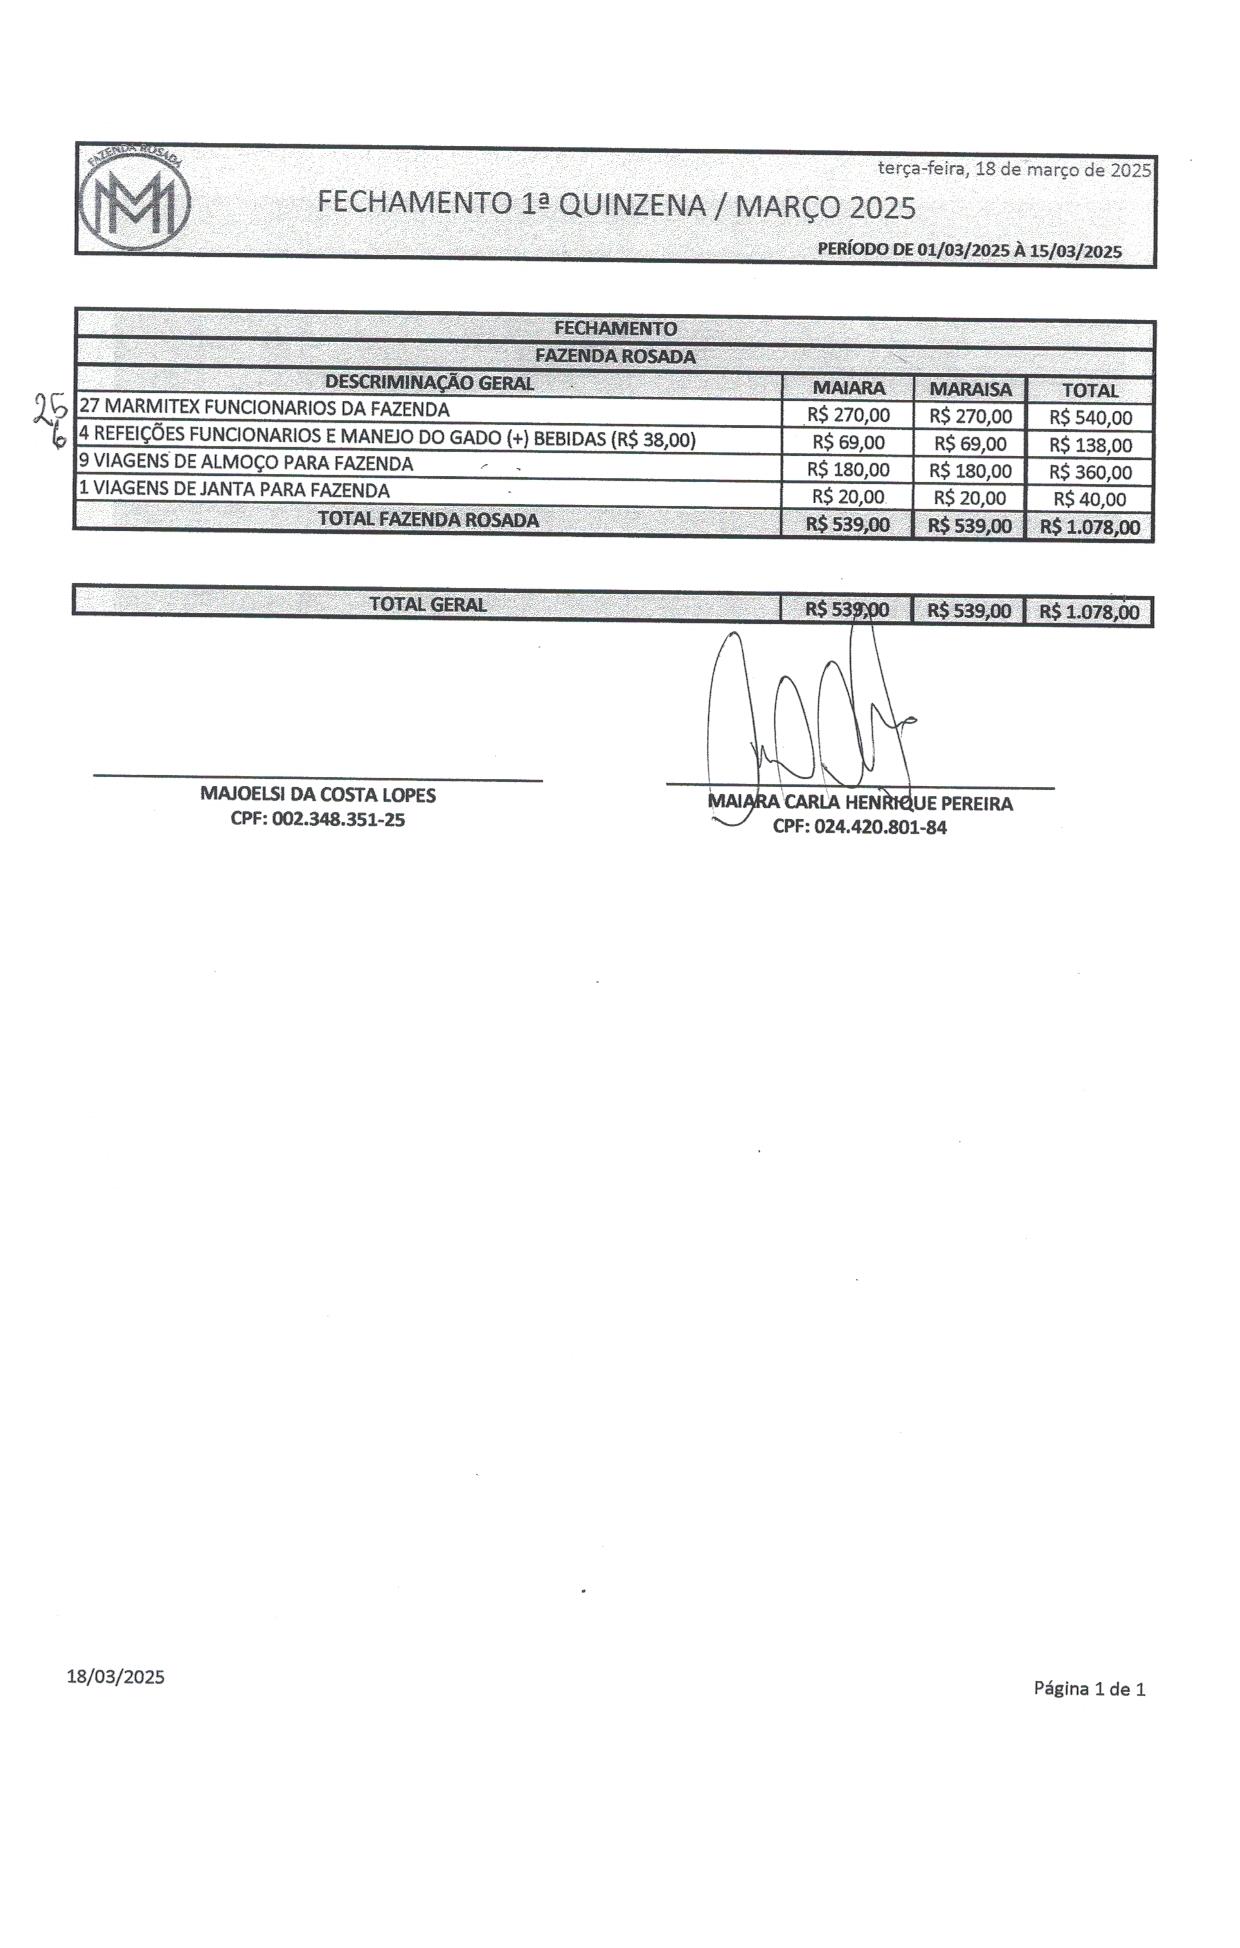 FAZENDA ROSADA
terça-feira, 18 de março de 2025
FECHAMENTO 1ª QUINZENA / MARÇO 2025
PERÍODO DE 01/03/2025 À 15/03/2025
FECHAMENTO
FAZENDA ROSADA
DESCRIMINAÇÃO GERAL MAIARA MARAISA TOTAL
25 27 MARMITEX FUNCIONARIOS DA FAZENDA R$ 270,00 R$ 270,00 R$ 540,00
6 4 REFEIÇÕES FUNCIONARIOS E MANEJO DO GADO (+) BEBIDAS (R$ 38,00) R$ 69,00 R$ 69,00 R$ 138,00
9 VIAGENS DE ALMOÇO PARA FAZENDA R$ 180,00 R$ 180,00 R$ 360,00
1 VIAGENS DE JANTA PARA FAZENDA R$ 20,00 R$ 20,00 R$ 40,00
TOTAL FAZENDA ROSADA R$ 539,00 R$ 539,00 R$ 1.078,00
TOTAL GERAL R$ 539,00 R$ 539,00 R$ 1.078,00
MAJOELSI DA COSTA LOPES MAIARA CARLA HENRIQUE PEREIRA
CPF: 002.348.351-25 CPF: 024.420.801-84
18/03/2025 Página 1 de 1